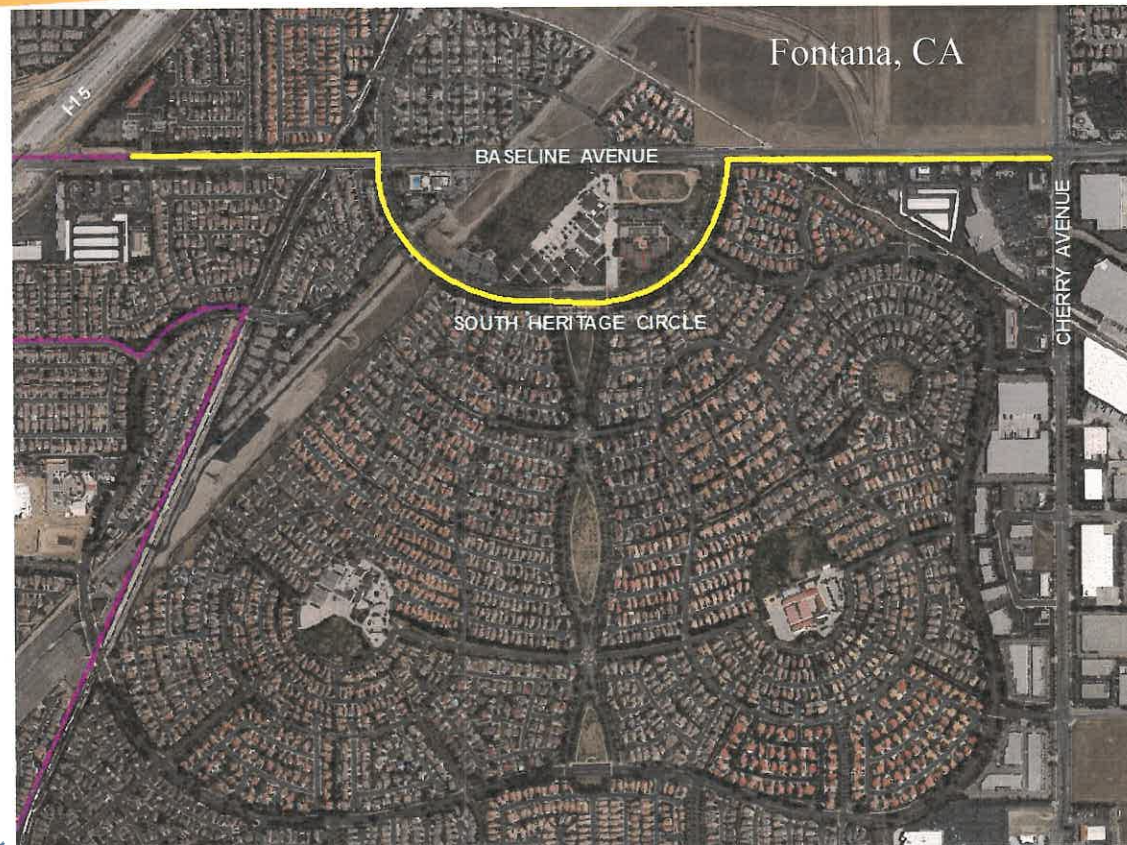 Fontana, CA
I-15
BASELINE AVENUE
CHERRY AVENUE
SOUTH HERITAGE CIRCLE